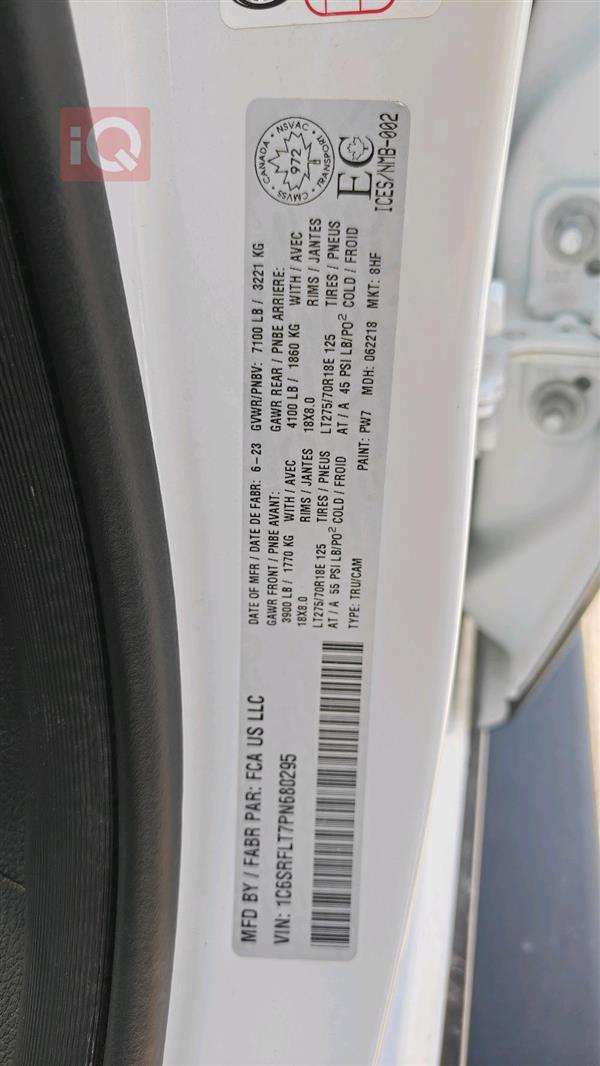 iQ
NSVAC
CANADA
972
CMVSS
TRANSPORT
EC
ICES/NMB-002
MFD BY / FABR PAR: FCA US LLC
VIN: 1C6SRFLT7PN680295
DATE OF MFR / DATE DE FABR: 6-23 GVWR/PNBV: 7100 LB / 3221 KG
GAWR FRONT / PNBE AVANT:
3900 LB / 1770 KG WITH / AVEC
18X8.0 RIMS / JANTES
LT275/70R18E 125 TIRES / PNEUS
AT / A 55 PSI LB/PO² COLD / FROID
GAWR REAR / PNBE ARRIERE:
4100 LB / 1860 KG WITH / AVEC
18X8.0 RIMS / JANTES
LT275/70R18E 125 TIRES / PNEUS
AT / A 45 PSI LB/PO² COLD / FROID
TYPE: TRU/CAM PAINT: PW7 MDH: 062218 MKT: 8HF